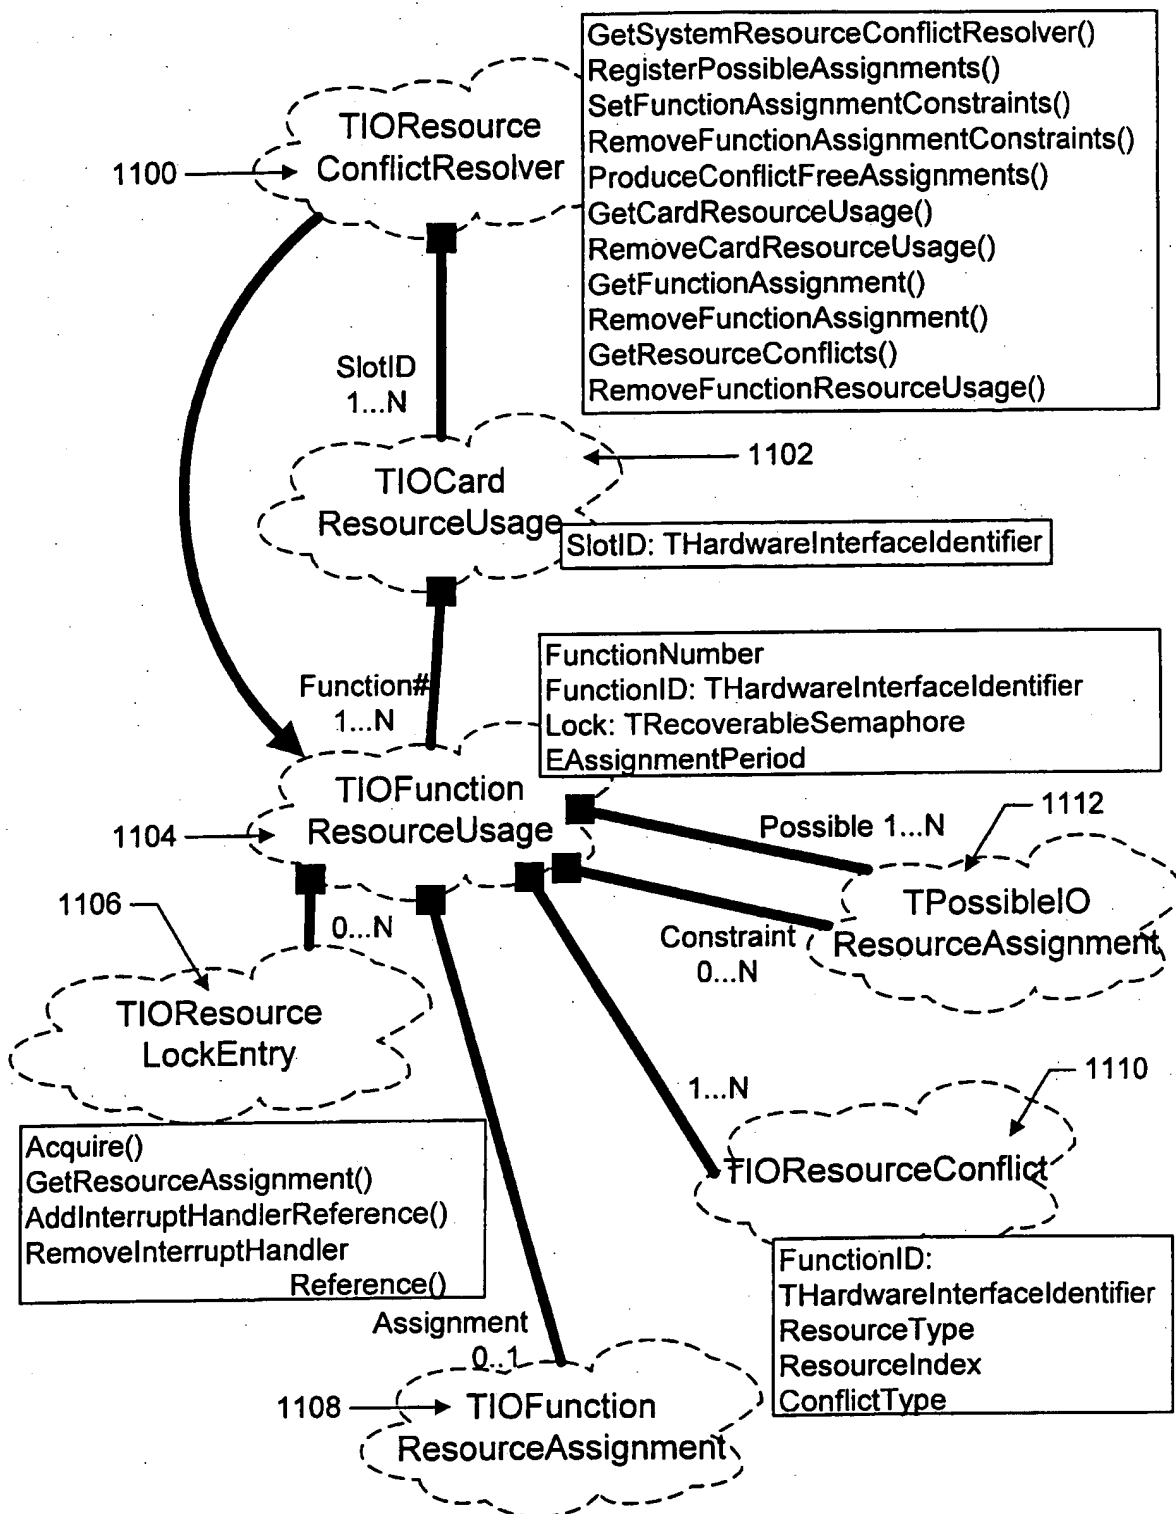 GetSystemResourceConflictResolver()
RegisterPossibleAssignments()
SetFunctionAssignmentConstraints()
RemoveFunctionAssignmentConstraints()
ProduceConflictFreeAssignments()
GetCardResourceUsage()
RemoveCardResourceUsage()
GetFunctionAssignment()
RemoveFunctionAssignment()
GetResourceConflicts()
RemoveFunctionResourceUsage()
TIOResource
ConflictResolver
1100
SlotID
1...N
1102
TIOCard
ResourceUsage
SlotID: THardwareInterfaceIdentifier
Function#
1...N
FunctionNumber
FunctionID: THardwareInterfaceIdentifier
Lock: TRecoverableSemaphore
EAssignmentPeriod
TIOFunction
ResourceUsage
1104
Possible 1...N
1112
TPossibleIO
ResourceAssignment
Constraint
0...N
1106
0...N
TIOResource
LockEntry
1...N
1110
TIOResourceConflict
Acquire()
GetResourceAssignment()
AddInterruptHandlerReference()
RemoveInterruptHandler
Reference()
FunctionID:
THardwareInterfaceIdentifier
ResourceType
ResourceIndex
ConflictType
Assignment
0..1
1108
TIOFunction
ResourceAssignment